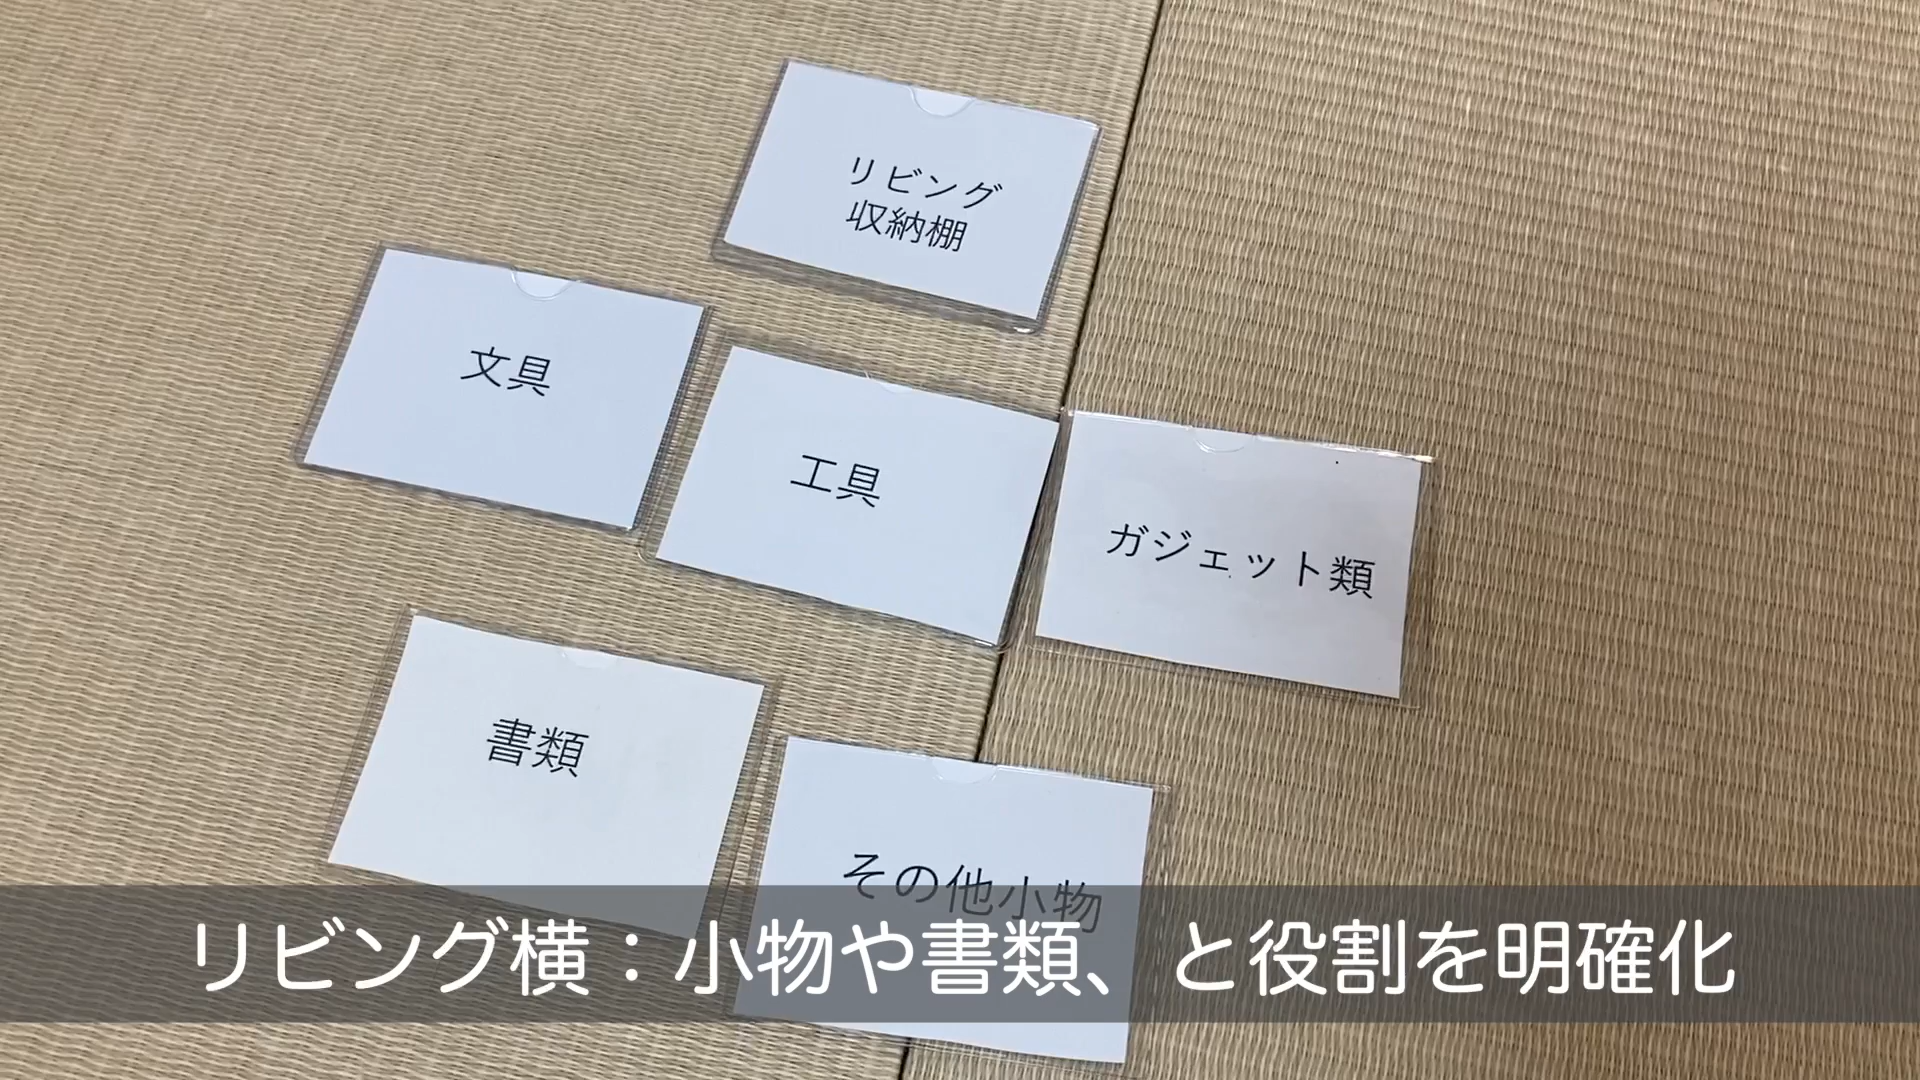 リビング
収納棚
文具
工具
ガジェット類
書類
その他小物
リビング横：小物や書類、と役割を明確化